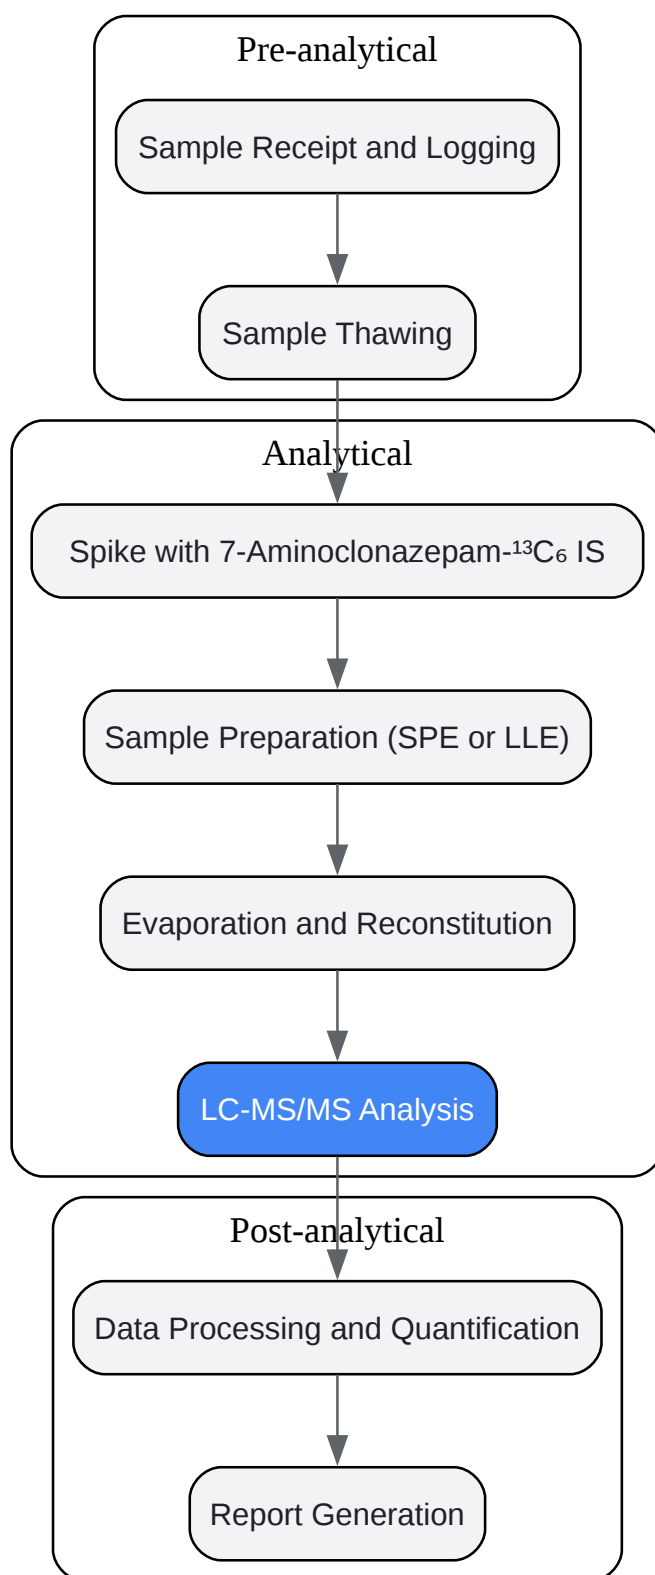 Pre-analytical
Sample Receipt and Logging
Sample Thawing
Analytical
Spike with 7-Aminoclonazepam-¹³C₆ IS
Sample Preparation (SPE or LLE)
Evaporation and Reconstitution
LC-MS/MS Analysis
Post-analytical
Data Processing and Quantification
Report Generation